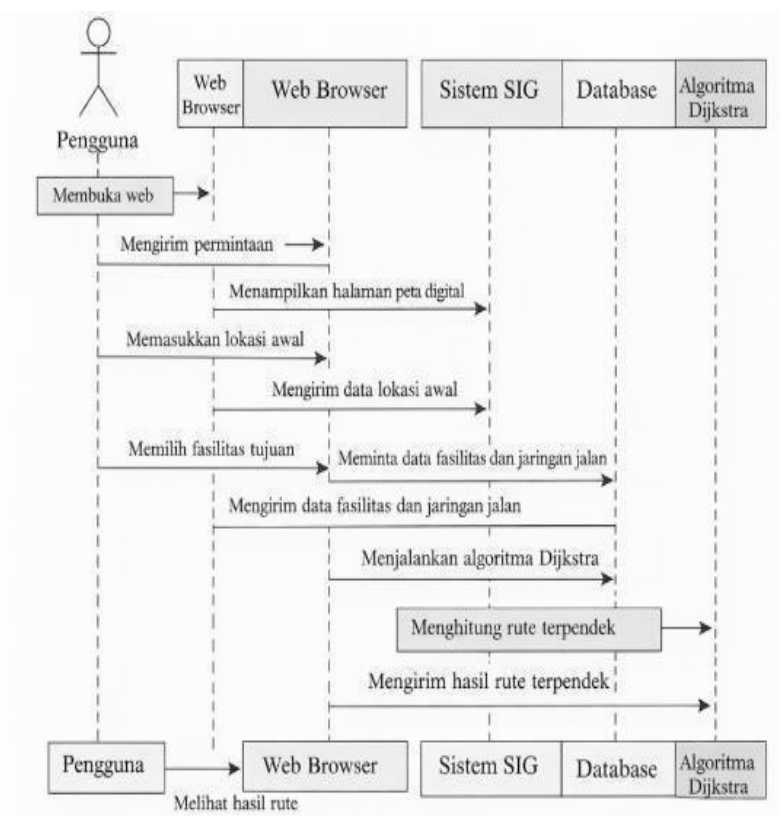 Web
Browser
Web Browser
Sistem SIG
Database
Algoritma
Dijkstra
Pengguna
Membuka web
Mengirim permintaan
Menampilkan halaman peta digital
Memasukkan lokasi awal
Mengirim data lokasi awal
Memilih fasilitas tujuan
Meminta data fasilitas dan jaringan jalan
Mengirim data fasilitas dan jaringan jalan
Menjalankan algoritma Dijkstra
Menghitung rute terpendek
Mengirim hasil rute terpendek
Pengguna
Web Browser
Sistem SIG
Database
Algoritma
Dijkstra
Melihat hasil rute